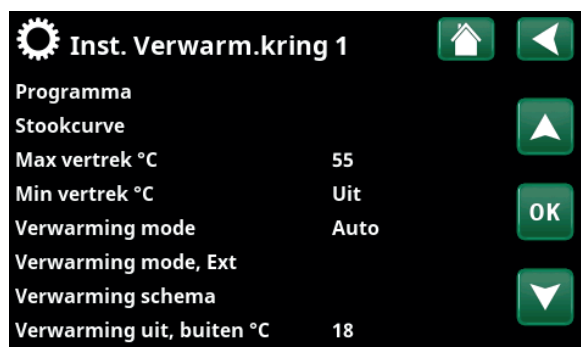 Inst. Verwarm.kring 1
Programma
Stookcurve
Max vertrek °C 55
Min vertrek °C Uit
Verwarming mode Auto
OK
Verwarming mode, Ext
Verwarming schema
Verwarming uit, buiten °C 18